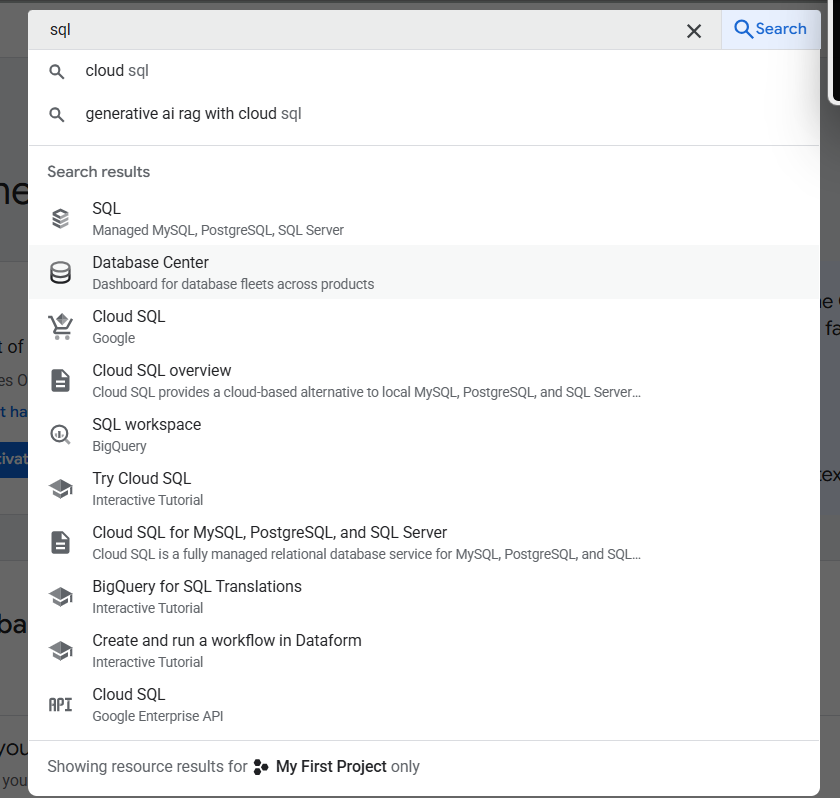 sql
Search
cloud sql
generative ai rag with cloud sql
Search results
SQL
Managed MySQL, PostgreSQL, SQL Server
Database Center
Dashboard for database fleets across products
Cloud SQL
Google
Cloud SQL overview
Cloud SQL provides a cloud-based alternative to local MySQL, PostgreSQL, and SQL Server...
SQL workspace
BigQuery
Try Cloud SQL
Interactive Tutorial
Cloud SQL for MySQL, PostgreSQL, and SQL Server
Cloud SQL is a fully managed relational database service for MySQL, PostgreSQL, and SQL...
BigQuery for SQL Translations
Interactive Tutorial
Create and run a workflow in Dataform
Interactive Tutorial
API
Cloud SQL
Google Enterprise API
Showing resource results for My First Project only